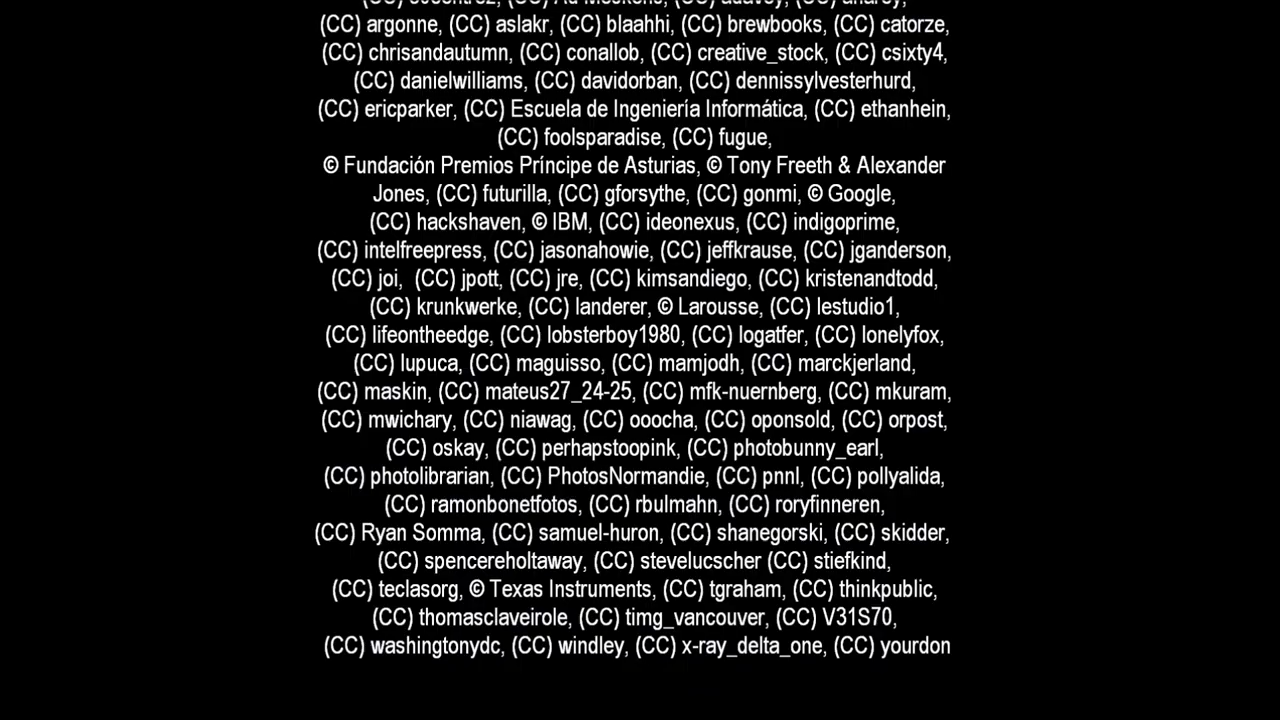 (CC) argonne, (CC) aslakr, (CC) blaahhi, (CC) brewbooks, (CC) catorze,
(CC) chrisandautumn, (CC) conallob, (CC) creative_stock, (CC) csixty4,
(CC) danielwilliams, (CC) davidorban, (CC) dennissylvesterhurd,
(CC) ericparker, (CC) Escuela de Ingeniería Informática, (CC) ethanhein,
(CC) foolsparadise, (CC) fugue,
© Fundación Premios Príncipe de Asturias, © Tony Freeth & Alexander
Jones, (CC) futurilla, (CC) gforsythe, (CC) gonmi, © Google,
(CC) hackshaven, © IBM, (CC) ideonexus, (CC) indigoprime,
(CC) intelfreepress, (CC) jasonahowie, (CC) jeffkrause, (CC) jganderson,
(CC) joi,  (CC) jpott, (CC) jre, (CC) kimsandiego, (CC) kristenandtodd,
(CC) krunkwerke, (CC) landerer, © Larousse, (CC) lestudio1,
(CC) lifeontheedge, (CC) lobsterboy1980, (CC) logatfer, (CC) lonelyfox,
(CC) lupuca, (CC) maguisso, (CC) mamjodh, (CC) marckjerland,
(CC) maskin, (CC) mateus27_24-25, (CC) mfk-nuernberg, (CC) mkuram,
(CC) mwichary, (CC) niawag, (CC) ooocha, (CC) oponsold, (CC) orpost,
(CC) oskay, (CC) perhapstoopink, (CC) photobunny_earl,
(CC) photolibrarian, (CC) PhotosNormandie, (CC) pnnl, (CC) pollyalida,
(CC) ramonbonetfotos, (CC) rbulmahn, (CC) roryfinneren,
(CC) Ryan Somma, (CC) samuel-huron, (CC) shanegorski, (CC) skidder,
(CC) spencereholtaway, (CC) stevelucscher (CC) stiefkind,
(CC) teclasorg, © Texas Instruments, (CC) tgraham, (CC) thinkpublic,
(CC) thomasclaveirole, (CC) timg_vancouver, (CC) V31S70,
(CC) washingtonydc, (CC) windley, (CC) x-ray_delta_one, (CC) yourdon